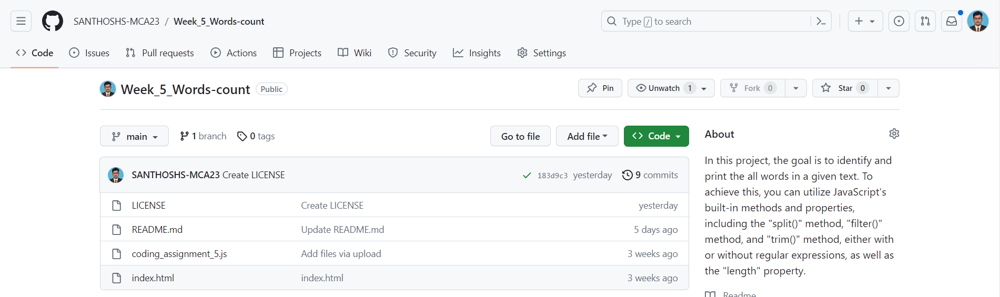 SANTHOSHS-MCA23 / Week_5_Words-count
Type / to search
Code Issues Pull requests Actions Projects Wiki Security Insights Settings
Week_5_Words-count Public
Pin Unwatch 1 Fork 0 Star 0
main 1 branch 0 tags Go to file Add file Code
SANTHOSHS-MCA23 Create LICENSE 183d9c3 yesterday 9 commits
LICENSE Create LICENSE yesterday
README.md Update README.md 5 days ago
coding_assignment_5.js Add files via upload 3 weeks ago
index.html index.html 3 weeks ago
About
In this project, the goal is to identify and
print the all words in a given text. To
achieve this, you can utilize JavaScript's
built-in methods and properties,
including the "split()" method, "filter()"
method, and "trim()" method, either with
or without regular expressions, as well as
the "length" property.
Readme